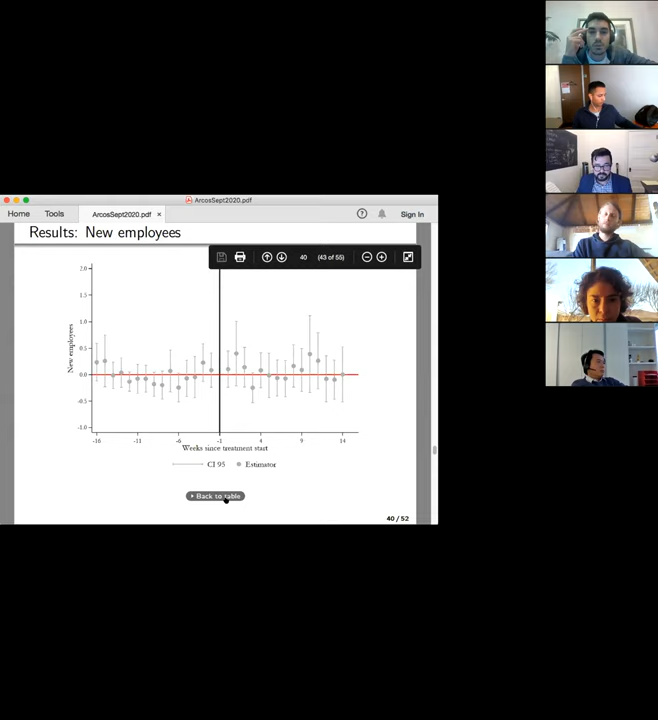 ArcosSept2020.pdf
Home Tools ArcosSept2020.pdf × ? Sign In
Results: New employees
40 (43 of 55)
2.0
1.5
1.0
0.5
0.0
-0.5
-1.0
New employees
-16 -11 -6 -1 4 9 14
Weeks since treatment start
CI 95 Estimator
Back to table
40 / 52